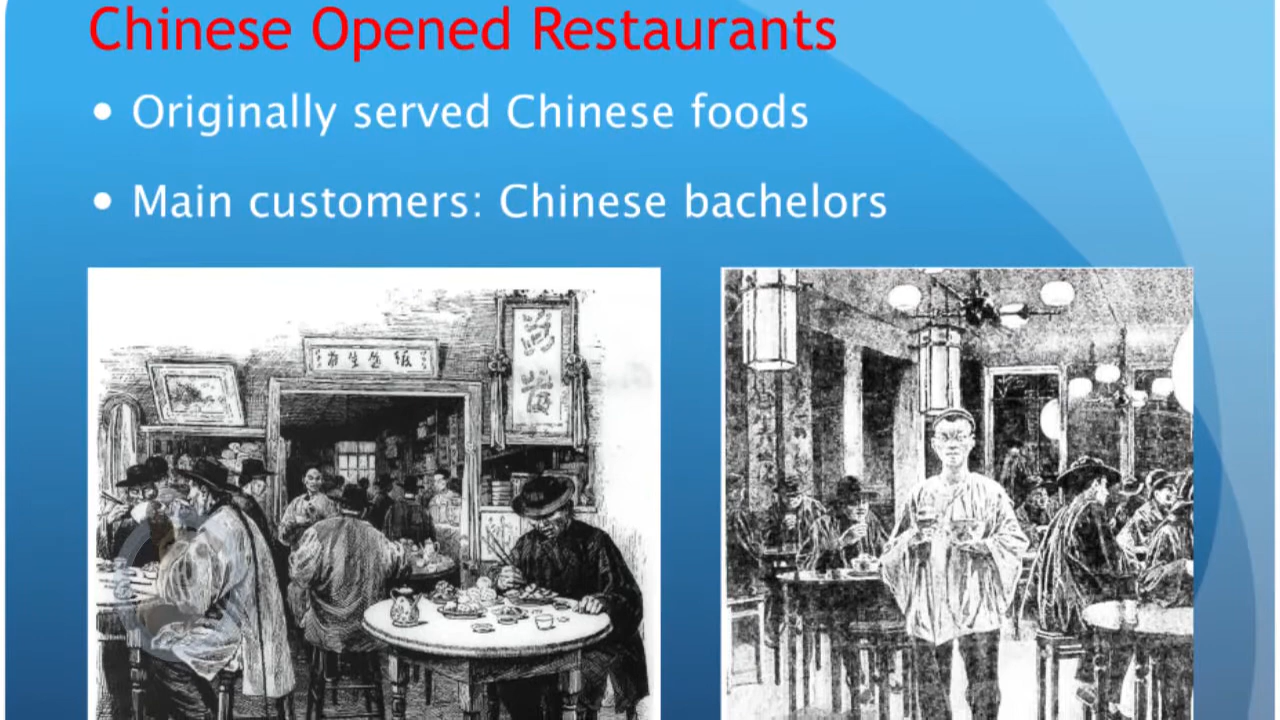 Chinese Opened Restaurants
• Originally served Chinese foods
• Main customers: Chinese bachelors